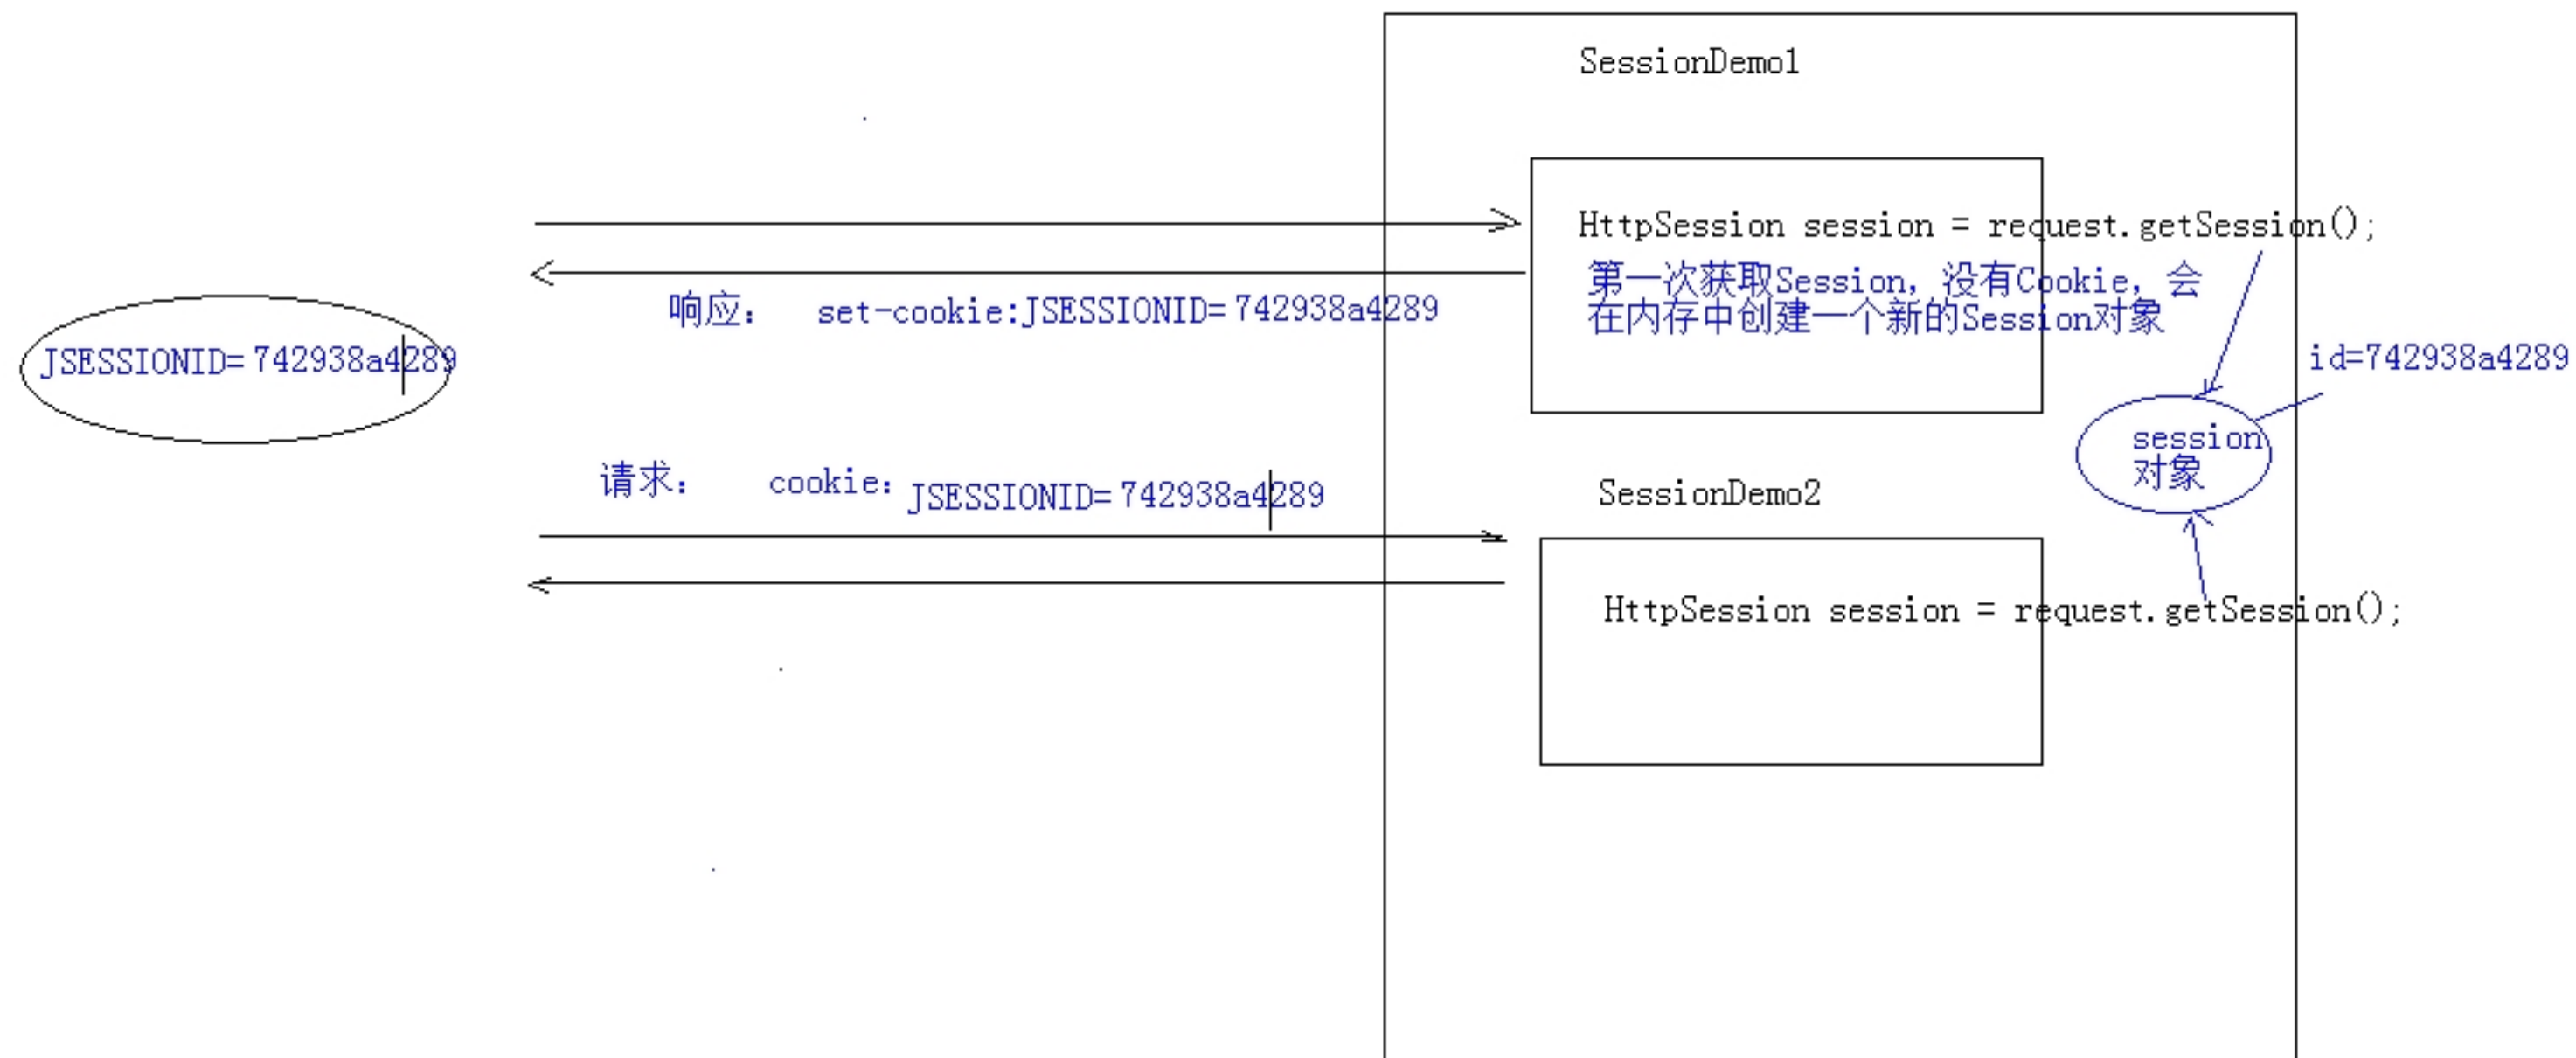 SessionDemo1
HttpSession session = request.getSession();
第一次获取Session，没有Cookie，会
在内存中创建一个新的Session对象
响应： set-cookie:JSESSIONID=742938a4289
JSESSIONID=742938a4289
id=742938a4289
session
对象
请求： cookie：JSESSIONID=742938a4289
SessionDemo2
HttpSession session = request.getSession();